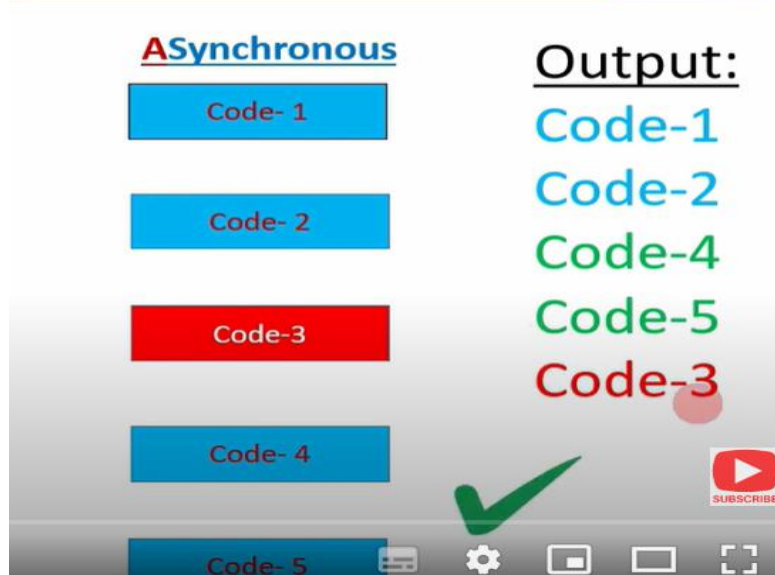 ASynchronous
Code- 1
Code- 2
Code-3
Code- 4
Code- 5
Output:
Code-1
Code-2
Code-4
Code-5
Code-3
SUBSCRIBE